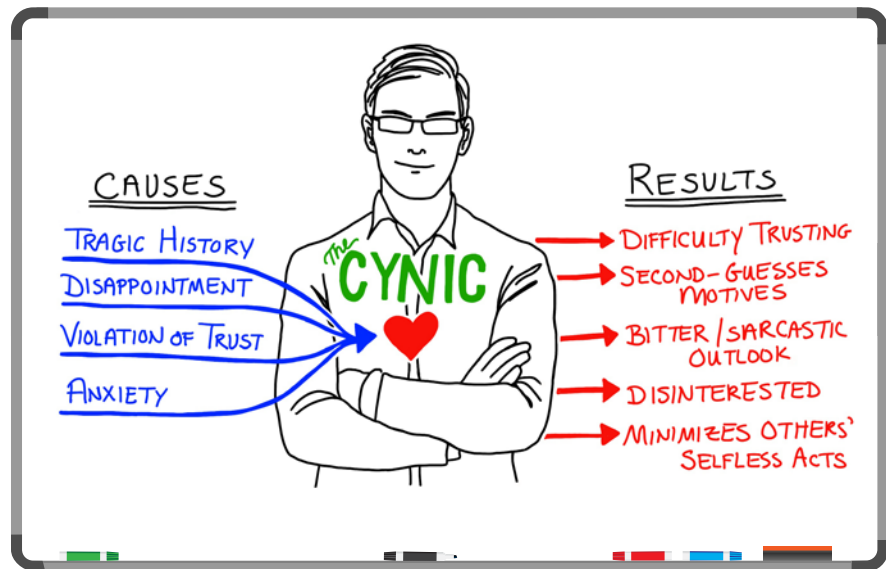 CAUSES
TRAGIC HISTORY
DISAPPOINTMENT
VIOLATION OF TRUST
ANXIETY
The
CYNIC
RESULTS
DIFFICULTY TRUSTING
SECOND-GUESSES
MOTIVES
BITTER/SARCASTIC
OUTLOOK
DISINTERESTED
MINIMIZES OTHERS'
SELFLESS ACTS